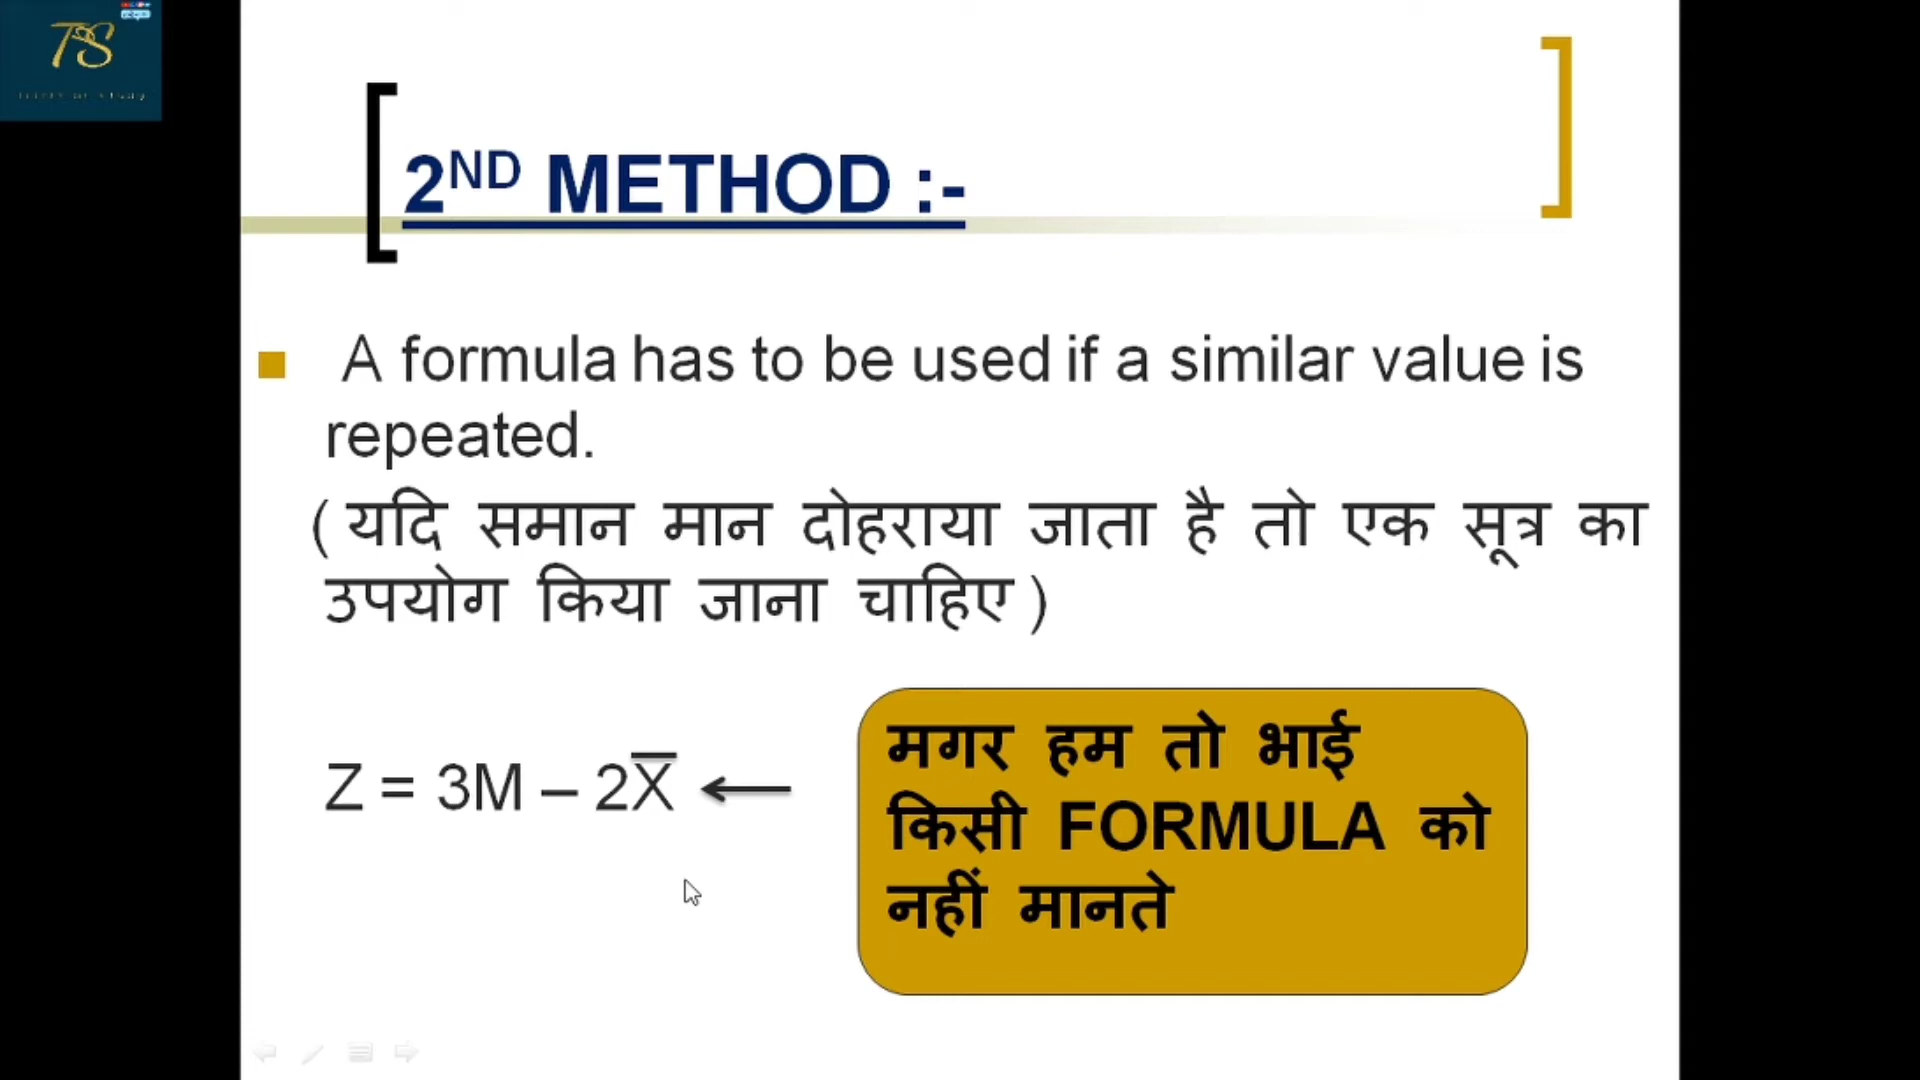 TS
2ND METHOD :-
A formula has to be used if a similar value is
repeated.
( यदि समान मान दोहराया जाता है तो एक सूत्र का
उपयोग किया जाना चाहिए )
Z = 3M – 2X̅
मगर हम तो भाई
किसी FORMULA को
नहीं मानते